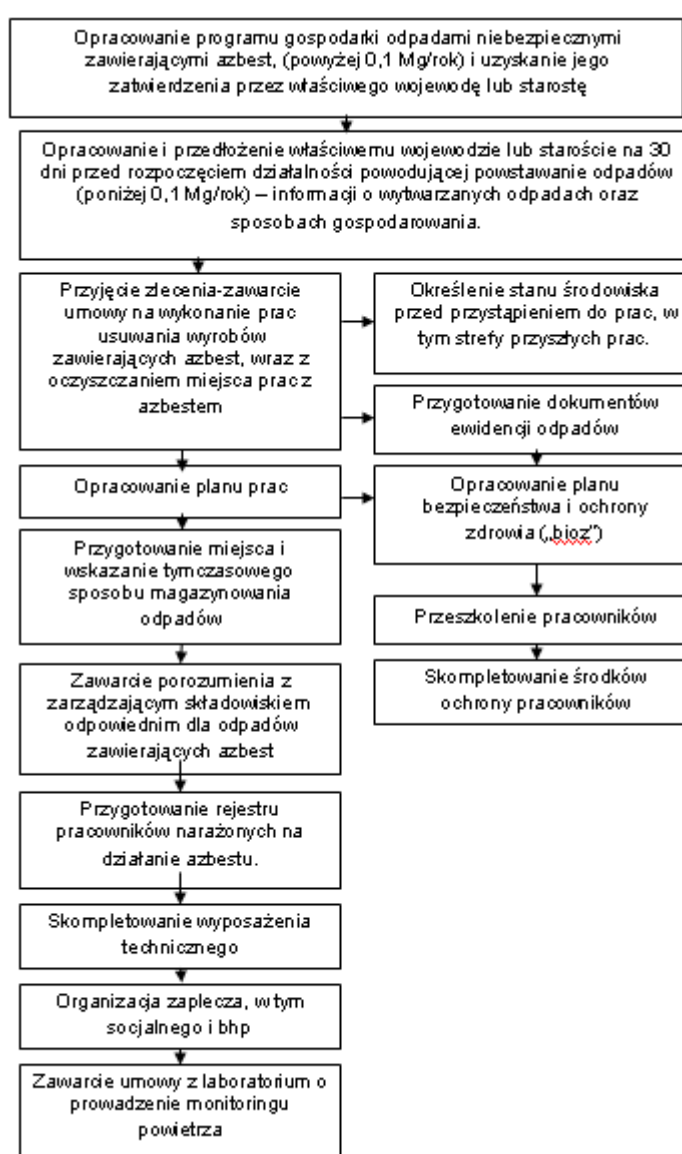 Opracowanie programu gospodarki odpadami niebezpiecznymi
zawierającymi azbest, (powyżej 0,1 Mg/rok) i uzyskanie jego
zatwierdzenia przez właściwego wojewodę lub starostę
Opracowanie i przedłożenie właściwemu wojewodzie lub staroście na 30
dni przed rozpoczęciem działalności powodującej powstawanie odpadów
(poniżej 0,1 Mg/rok) – informacji o wytwarzanych odpadach oraz
sposobach gospodarowania.
Przyjęcie zlecenia-zawarcie
umowy na wykonanie prac
usuwania wyrobów
zawierających azbest, wraz z
oczyszczaniem miejsca prac z
azbestem
Określenie stanu środowiska
przed przystąpieniem do prac, w
tym strefy przyszłych prac.
Przygotowanie dokumentów
ewidencji odpadów
Opracowanie planu prac
Opracowanie planu
bezpieczeństwa i ochrony
zdrowia („bioz")
Przygotowanie miejsca i
wskazanie tymczasowego
sposobu magazynowania
odpadów
Przeszkolenie pracowników
Zawarcie porozumienia z
zarządzającym składowiskiem
odpowiednim dla odpadów
zawierających azbest
Skompletowanie środków
ochrony pracowników
Przygotowanie rejestru
pracowników narażonych na
działanie azbestu.
Skompletowanie wyposażenia
technicznego
Organizacja zaplecza, w tym
socjalnego i bhp
Zawarcie umowy z laboratorium o
prowadzenie monitoringu
powietrza